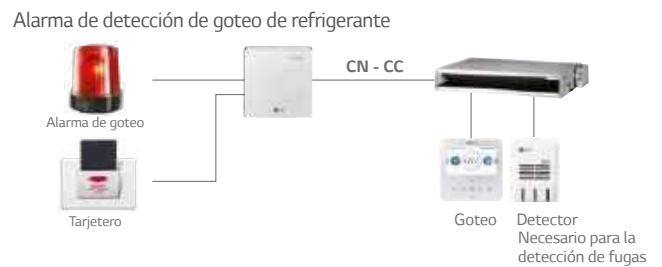 Alarma de detección de goteo de refrigerante
CN - CC
Alarma de goteo
Tarjetero
Goteo
Detector
Necesario para la
detección de fugas